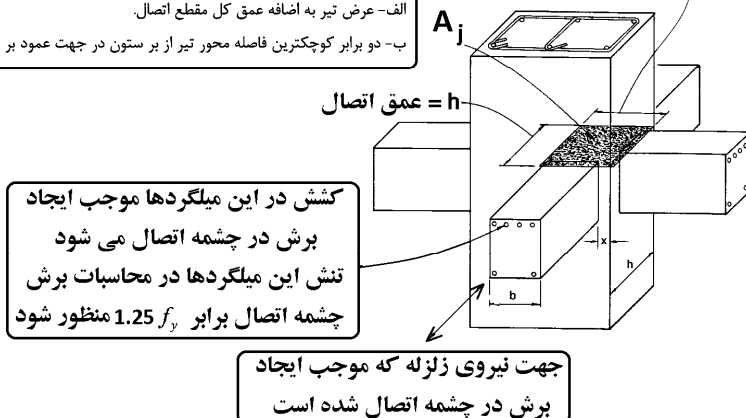 الف- عرض تیر به اضافه عمق کل مقطع اتصال.
ب- دو برابر کوچکترین فاصله محور تیر از بر ستون در جهت عمود بر
Aj
h = عمق اتصال
کشش در این میلگردها موجب ایجاد
برش در چشمه اتصال می شود
تنش این میلگردها در محاسبات برش
چشمه اتصال برابر 1.25 fy منظور شود
x
h
b
جهت نیروی زلزله که موجب ایجاد
برش در چشمه اتصال شده است